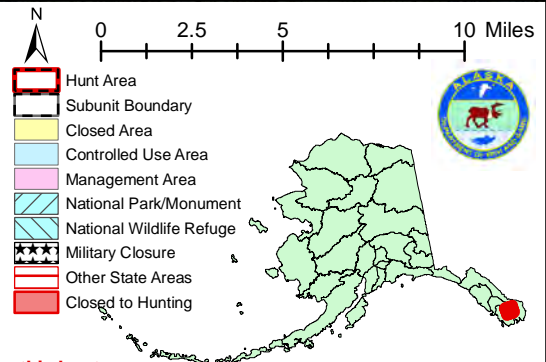 N
0 2.5 5 10 Miles
Hunt Area
Subunit Boundary
Closed Area
Controlled Use Area
Management Area
National Park/Monument
National Wildlife Refuge
Military Closure
Other State Areas
Closed to Hunting
ALASKA